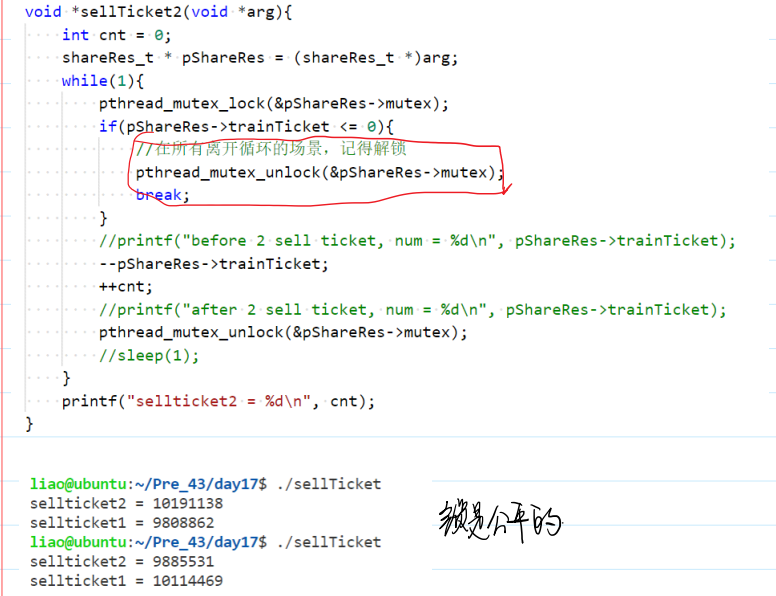 void *sellTicket2(void *arg){
int cnt = 0;
shareRes_t * pShareRes = (shareRes_t *)arg;
while(1){
pthread_mutex_lock(&pShareRes->mutex);
if(pShareRes->trainTicket <= 0){
//在所有离开循环的场景，记得解锁
pthread_mutex_unlock(&pShareRes->mutex);
break;
}
//printf("before 2 sell ticket, num = %d\n", pShareRes->trainTicket);
--pShareRes->trainTicket;
++cnt;
//printf("after 2 sell ticket, num = %d\n", pShareRes->trainTicket);
pthread_mutex_unlock(&pShareRes->mutex);
//sleep(1);
}
printf("sellticket2 = %d\n", cnt);
}
liao@ubuntu:~/Pre_43/day17$ ./sellTicket
sellticket2 = 10191138
sellticket1 = 9808862
锁是公平的
liao@ubuntu:~/Pre_43/day17$ ./sellTicket
sellticket2 = 9885531
sellticket1 = 10114469